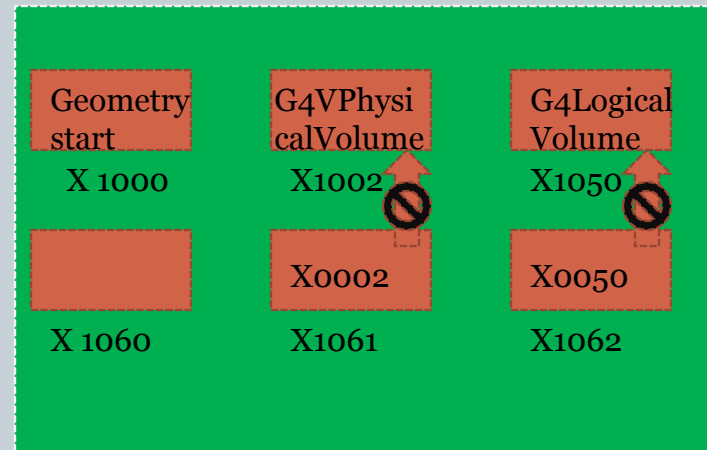 Geometry
start
G4VPhysi
calVolume
G4Logical
Volume
X 1000
X1002
X1050
X0002
X0050
X 1060
X1061
X1062